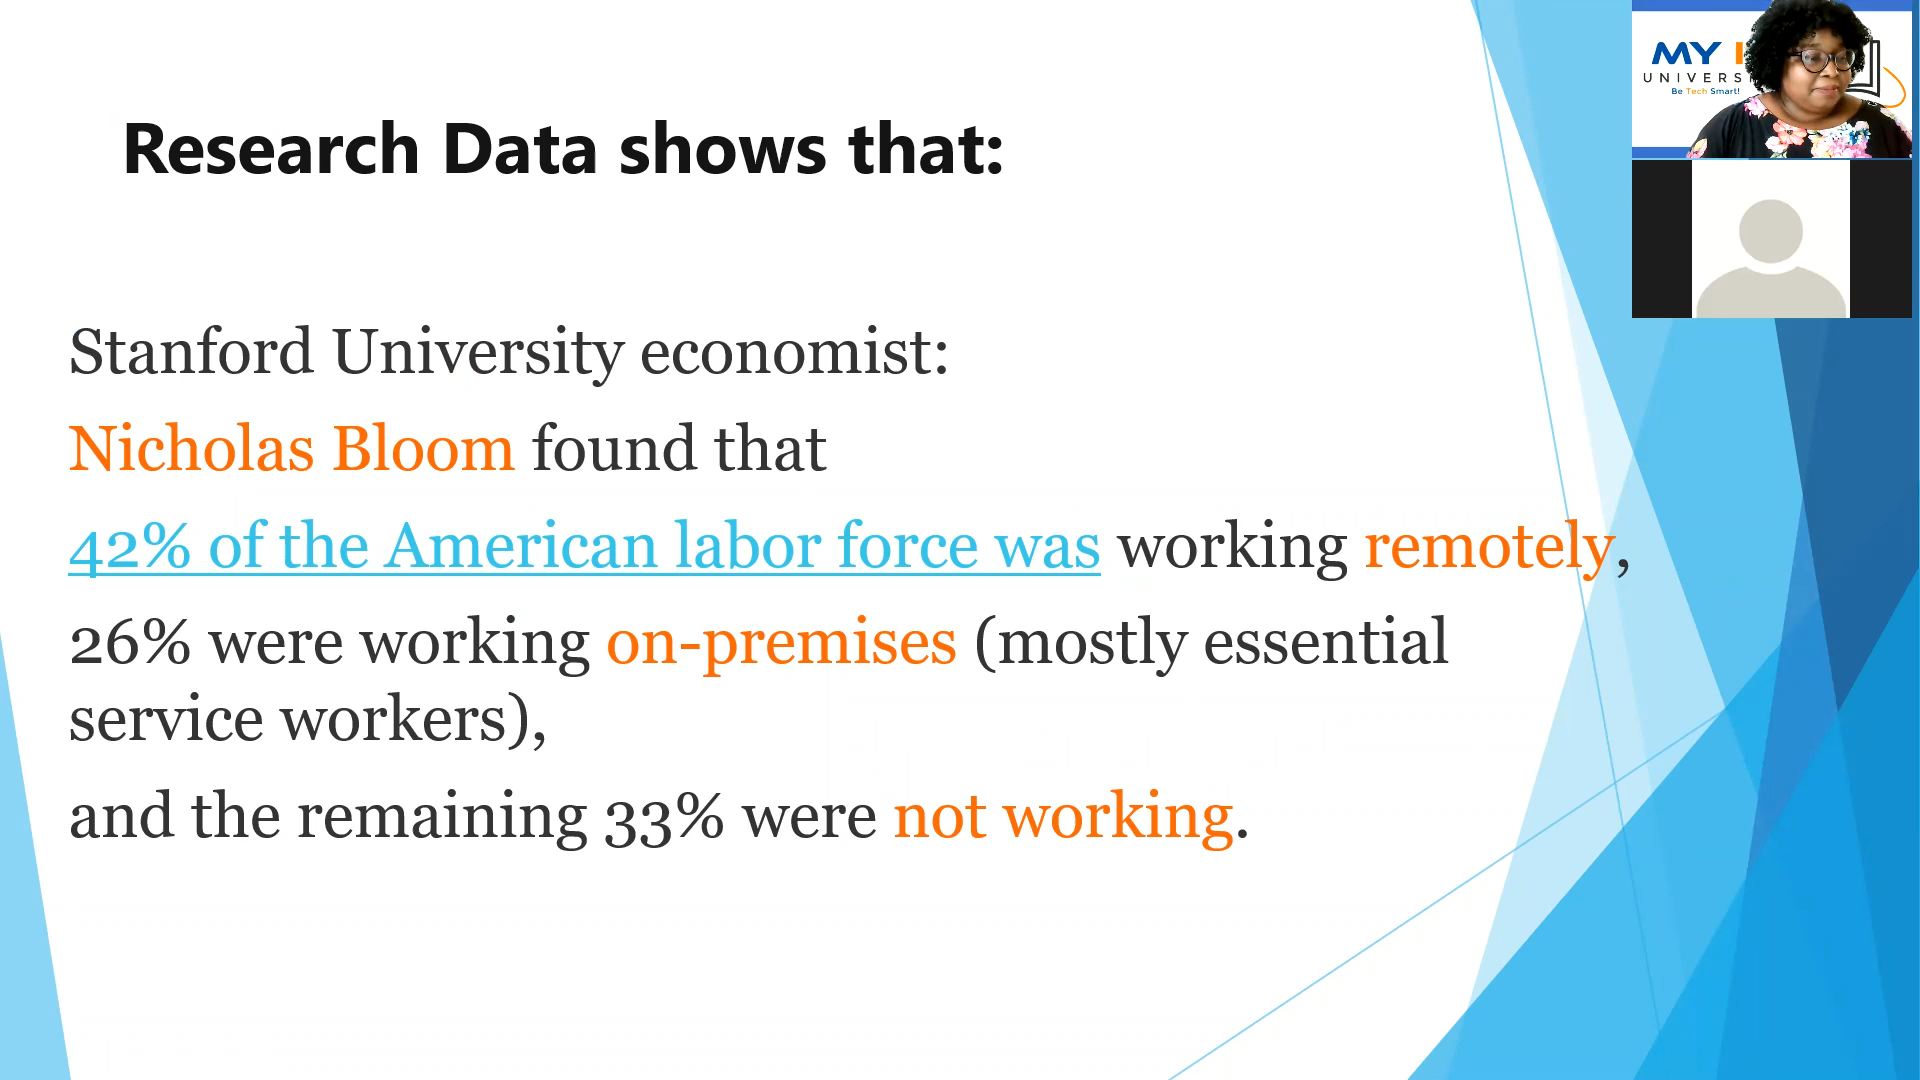 Research Data shows that:
Stanford University economist:
Nicholas Bloom found that
42% of the American labor force was working remotely,
26% were working on-premises (mostly essential
service workers),
and the remaining 33% were not working.
MY
UNIVERS
Be Tech Smart!